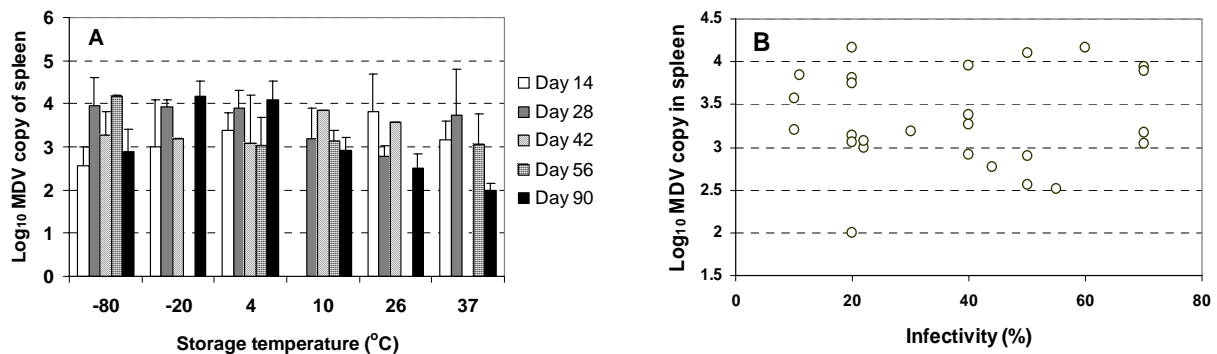 A
Log10 MDV copy of spleen
6
5
4
3
2
1
0
-80 -20 4 10 26 37
Storage temperature (°C)
Day 14
Day 28
Day 42
Day 56
Day 90
B
Log10 MDV copy in spleen
4.5
4
3.5
3
2.5
2
1.5
0 20 40 60 80
Infectivity (%)